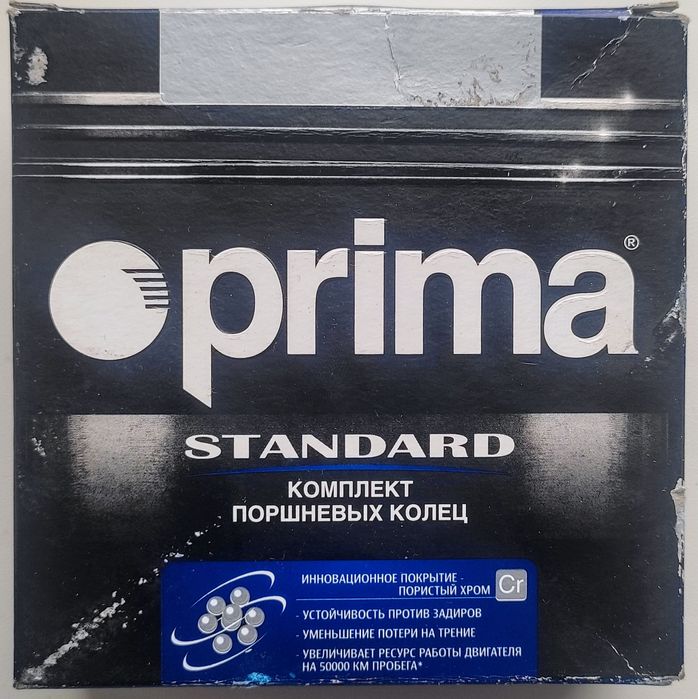 prima®
STANDARD
КОМПЛЕКТ
ПОРШНЕВЫХ КОЛЕЦ
ИННОВАЦИОННОЕ ПОКРЫТИЕ -
ПОРИСТЫЙ ХРОМ Cr
- УСТОЙЧИВОСТЬ ПРОТИВ ЗАДИРОВ
- УМЕНЬШЕНИЕ ПОТЕРИ НА ТРЕНИЕ
- УВЕЛИЧИВАЕТ РЕСУРС РАБОТЫ ДВИГАТЕЛЯ
НА 50000 КМ ПРОБЕГА*